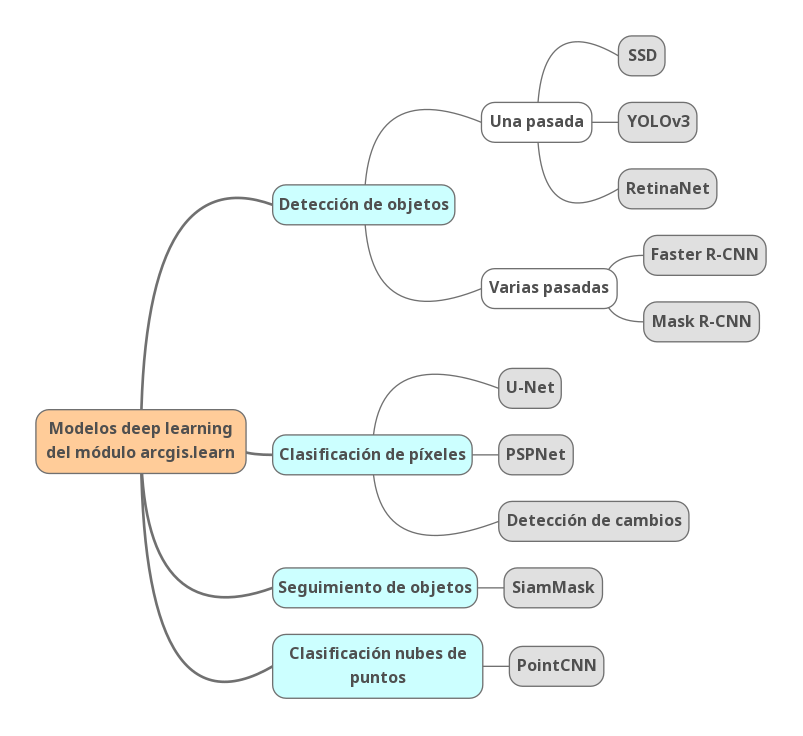 Modelos deep learning
del módulo arcgis.learn
Detección de objetos
Una pasada
SSD
YOLOv3
RetinaNet
Varias pasadas
Faster R-CNN
Mask R-CNN
Clasificación de píxeles
U-Net
PSPNet
Detección de cambios
Seguimiento de objetos
SiamMask
Clasificación nubes de
puntos
PointCNN